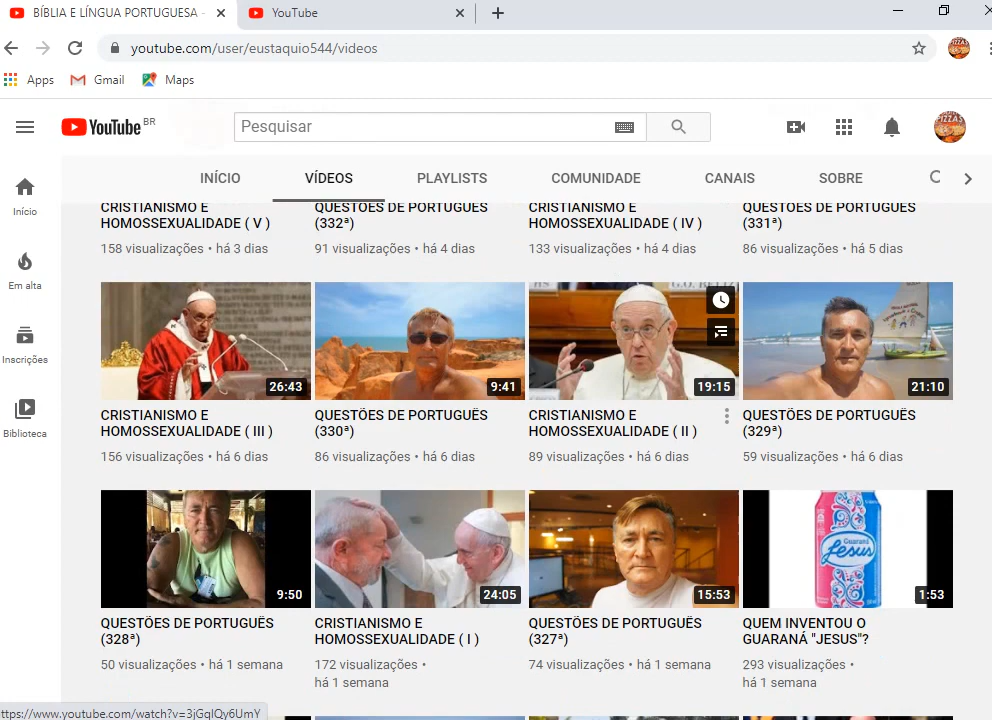 BÍBLIA E LÍNGUA PORTUGUESA -
YouTube
youtube.com/user/eustaquio544/videos
Apps
Gmail
Maps
YouTube BR
Pesquisar
INÍCIO
VÍDEOS
PLAYLISTS
COMUNIDADE
CANAIS
SOBRE
Início
Em alta
Inscrições
Biblioteca
CRISTIANISMO E
HOMOSSEXUALIDADE ( V )
158 visualizações • há 3 dias
QUESTÕES DE PORTUGUÊS
(332ª)
91 visualizações • há 4 dias
CRISTIANISMO E
HOMOSSEXUALIDADE ( IV )
133 visualizações • há 4 dias
QUESTÕES DE PORTUGUÊS
(331ª)
86 visualizações • há 5 dias
26:43
CRISTIANISMO E
HOMOSSEXUALIDADE ( III )
156 visualizações • há 6 dias
9:41
QUESTÕES DE PORTUGUÊS
(330ª)
86 visualizações • há 6 dias
19:15
CRISTIANISMO E
HOMOSSEXUALIDADE ( II )
89 visualizações • há 6 dias
21:10
QUESTÕES DE PORTUGUÊS
(329ª)
59 visualizações • há 6 dias
9:50
QUESTÕES DE PORTUGUÊS
(328ª)
50 visualizações • há 1 semana
24:05
CRISTIANISMO E
HOMOSSEXUALIDADE ( I )
172 visualizações •
há 1 semana
15:53
QUESTÕES DE PORTUGUÊS
(327ª)
74 visualizações • há 1 semana
Guaraná
Jesus
1:53
QUEM INVENTOU O
GUARANÁ "JESUS"?
293 visualizações •
há 1 semana
ttps://www.youtube.com/watch?v=3jGqIQy6UmY